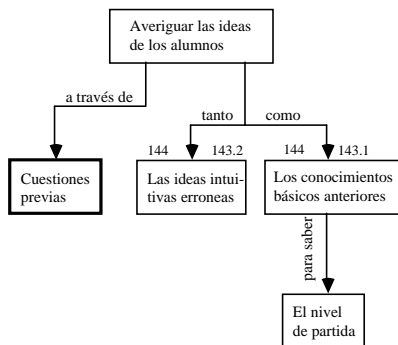 Averiguar las ideas
de los alumnos
a través de
tanto como
144 143.2 144 143.1
Cuestiones
previas
Las ideas intui-
tivas erroneas
Los conocimientos
básicos anteriores
para saber
El nivel
de partida